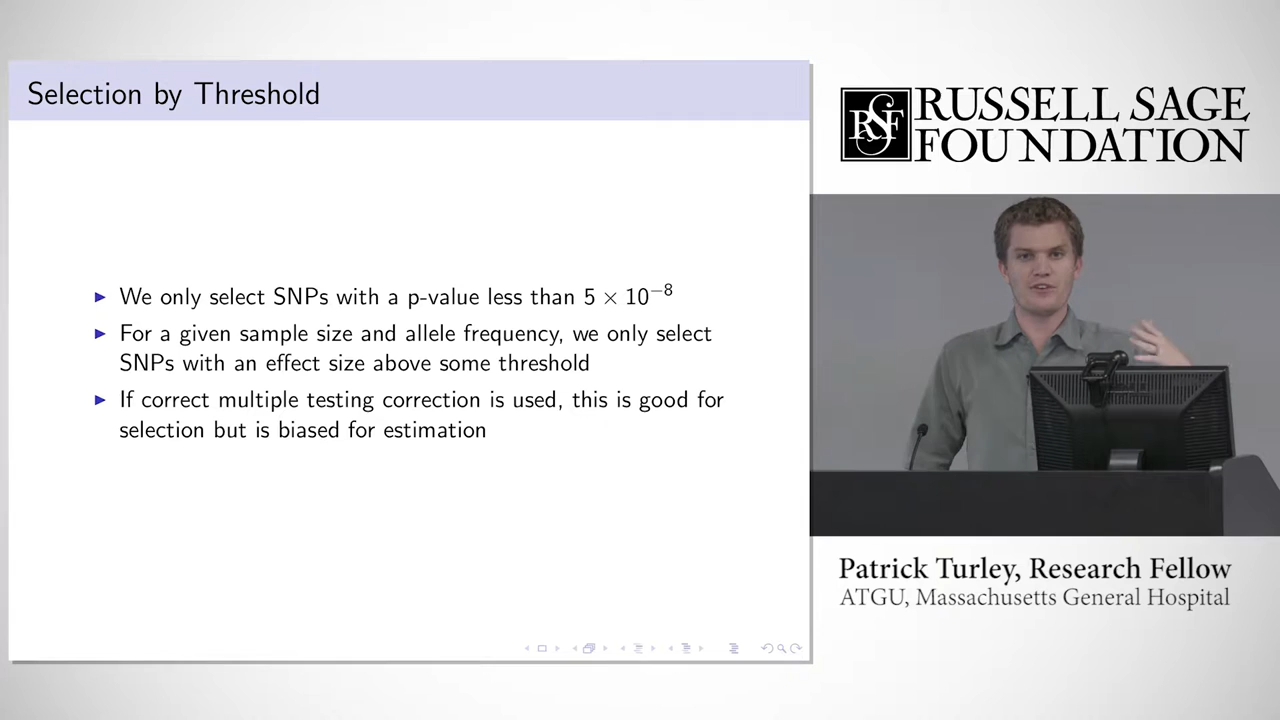 Selection by Threshold
▶ We only select SNPs with a p-value less than 5 × 10⁻⁸
▶ For a given sample size and allele frequency, we only select
SNPs with an effect size above some threshold
▶ If correct multiple testing correction is used, this is good for
selection but is biased for estimation
RSF
RUSSELL SAGE
FOUNDATION
Patrick Turley, Research Fellow
ATGU, Massachusetts General Hospital